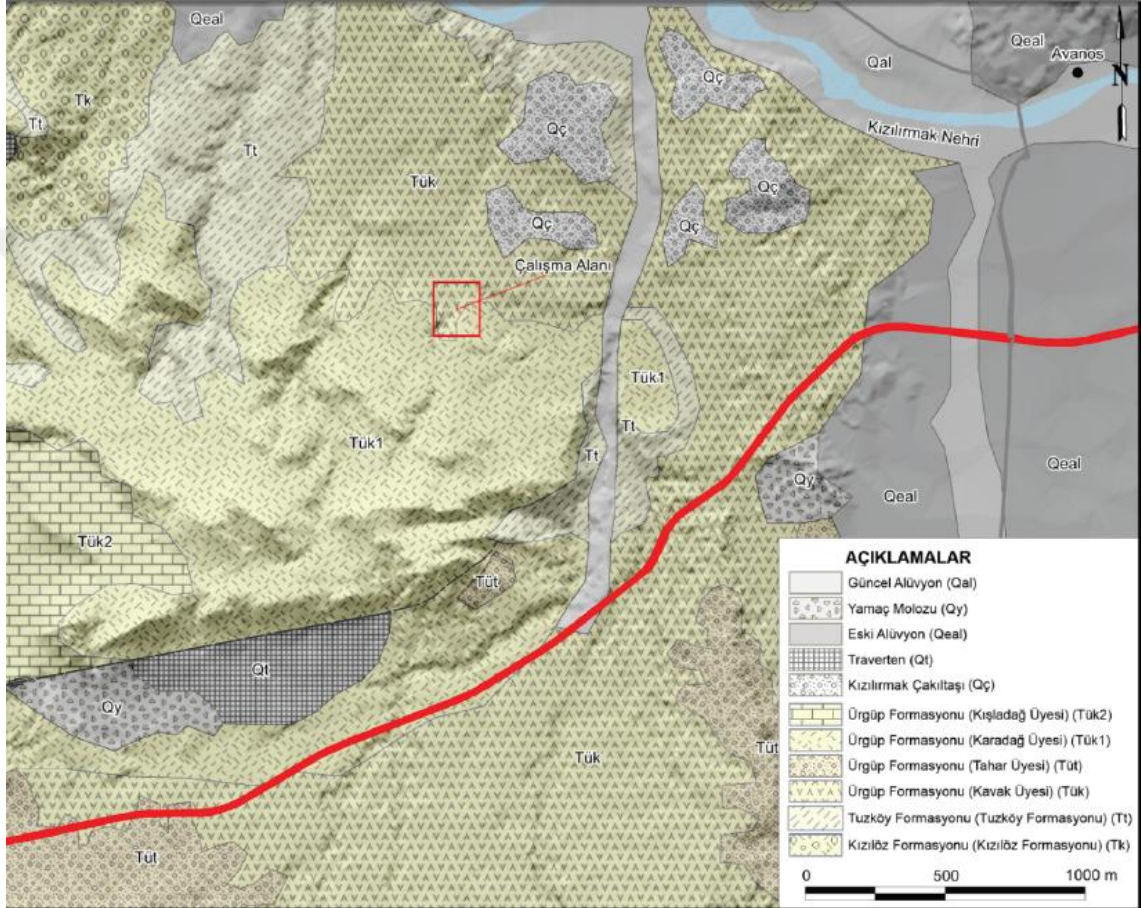 Qeal
Qal
Qeal
Avanos
N
Kızılırmak Nehri
Tk
Tt
Tt
Qç
Qç
Tük
Qç
Qç
Qç
Çalışma Alanı
Tük1
Tük1
Tt
Tt
Qy
Qeal
Qeal
Tük2
Tüt
Qt
Qy
Tük
Tüt
Tüt
AÇIKLAMALAR
Güncel Alüvyon (Qal)
Yamaç Molozu (Qy)
Eski Alüvyon (Qeal)
Traverten (Qt)
Kızılırmak Çakıltaşı (Qç)
Ürgüp Formasyonu (Kışladağ Üyesi) (Tük2)
Ürgüp Formasyonu (Karadağ Üyesi) (Tük1)
Ürgüp Formasyonu (Tahar Üyesi) (Tüt)
Ürgüp Formasyonu (Kavak Üyesi) (Tük)
Tuzköy Formasyonu (Tuzköy Formasyonu) (Tt)
Kızılöz Formasyonu (Kızılöz Formasyonu) (Tk)
0 500 1000 m